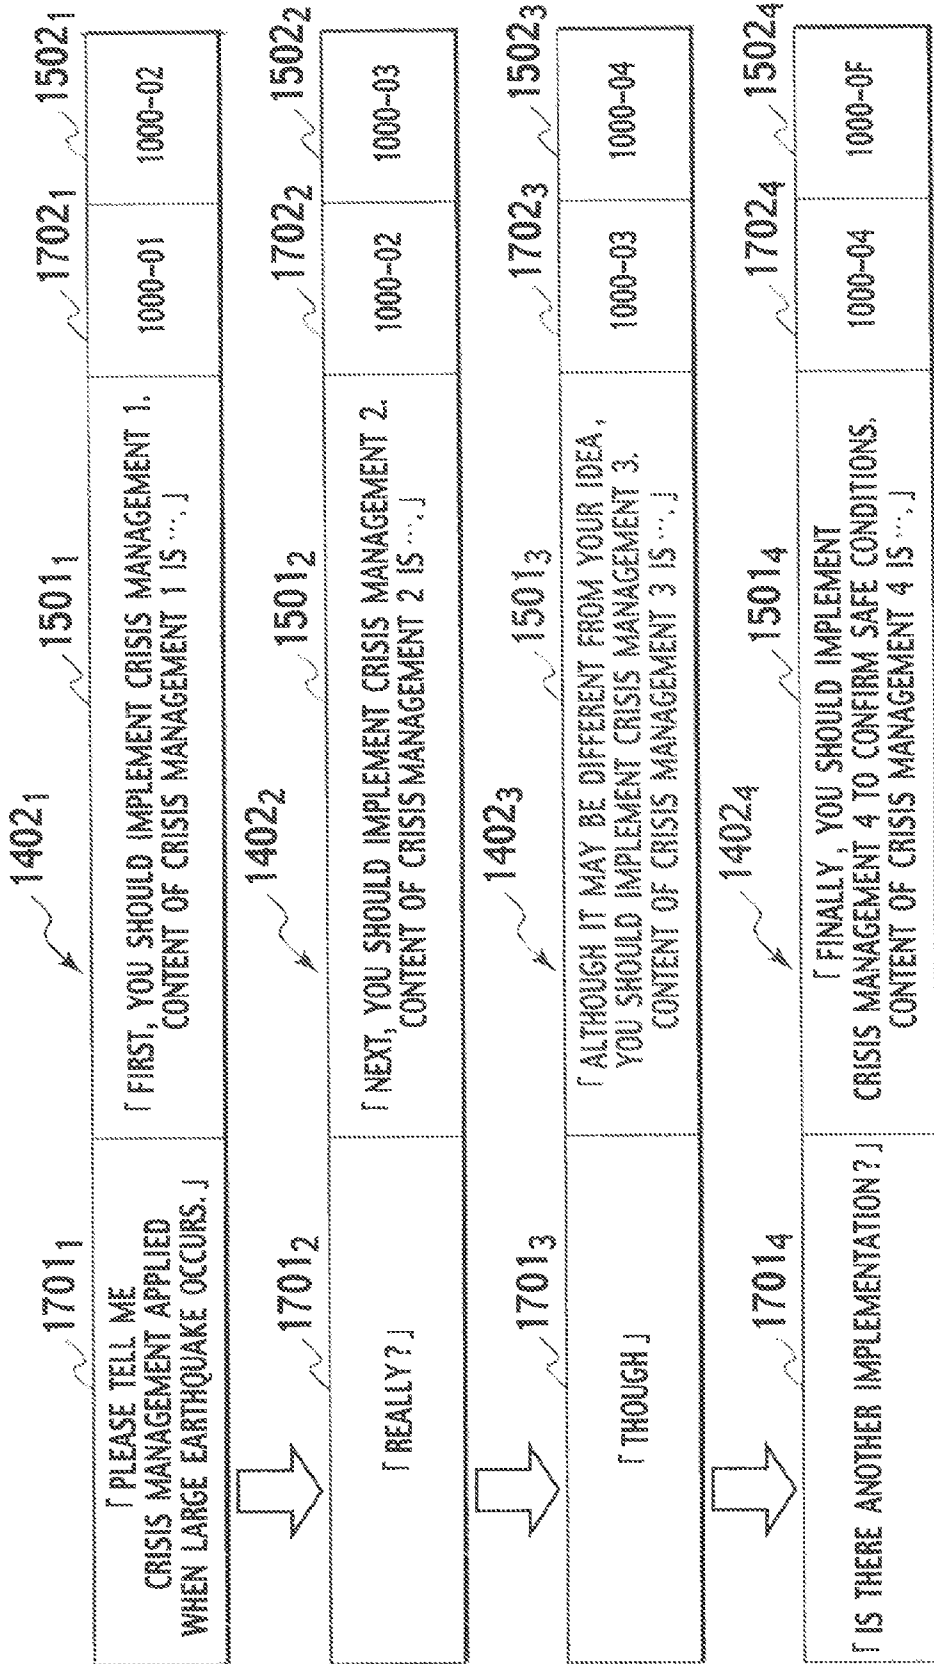 1402₁
1701₁ 1501₁ 1702₁ 1502₁
「 PLEASE TELL ME
CRISIS MANAGEMENT APPLIED
WHEN LARGE EARTHQUAKE OCCURS.」
「 FIRST, YOU SHOULD IMPLEMENT CRISIS MANAGEMENT 1.
CONTENT OF CRISIS MANAGEMENT 1 IS ···.」
1000-01
1000-02
1402₂
1701₂ 1501₂ 1702₂ 1502₂
「 REALLY?」
「 NEXT, YOU SHOULD IMPLEMENT CRISIS MANAGEMENT 2.
CONTENT OF CRISIS MANAGEMENT 2 IS ···.」
1000-02
1000-03
1402₃
1701₃ 1501₃ 1702₃ 1502₃
「 THOUGH 」
「 ALTHOUGH IT MAY BE DIFFERENT FROM YOUR IDEA,
YOU SHOULD IMPLEMENT CRISIS MANAGEMENT 3.
CONTENT OF CRISIS MANAGEMENT 3 IS ···.」
1000-03
1000-04
1402₄
1701₄ 1501₄ 1702₄ 1502₄
「 IS THERE ANOTHER IMPLEMENTATION?」
「 FINALLY, YOU SHOULD IMPLEMENT
CRISIS MANAGEMENT 4 TO CONFIRM SAFE CONDITIONS.
CONTENT OF CRISIS MANAGEMENT 4 IS ···.」
1000-04
1000-0F